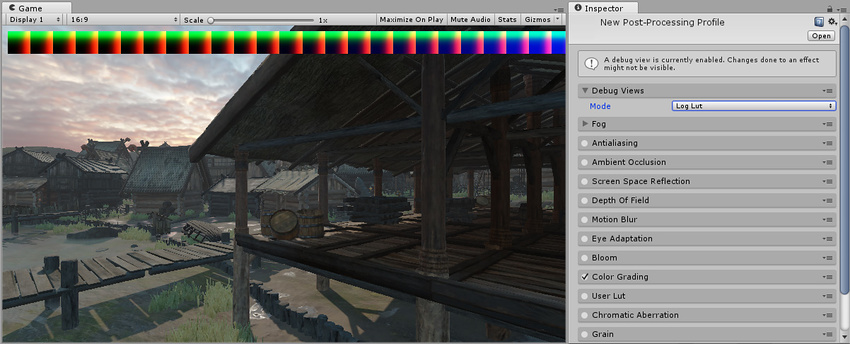 Game
Display 1 16:9 Scale 1x Maximize On Play Mute Audio Stats Gizmos
Inspector
New Post-Processing Profile
Open
A debug view is currently enabled. Changes done to an effect
might not be visible.
Debug Views
Mode Log Lut
Fog
Antialiasing
Ambient Occlusion
Screen Space Reflection
Depth Of Field
Motion Blur
Eye Adaptation
Bloom
Color Grading
User Lut
Chromatic Aberration
Grain